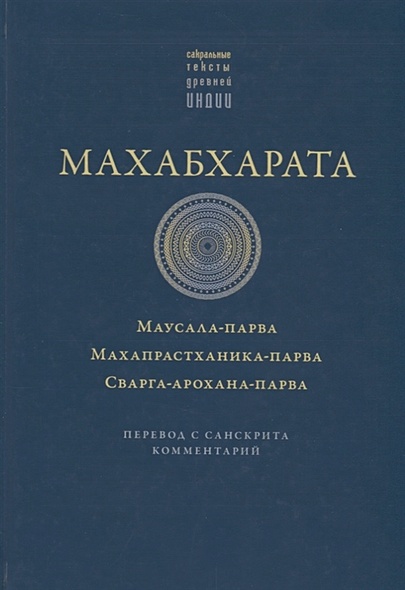 сакральные
тексты
древней
индии
МАХАБХАРАТА
Маусала-парва
Махапрастханика-парва
Сварга-арохана-парва
ПЕРЕВОД С САНСКРИТА
КОММЕНТАРИЙ